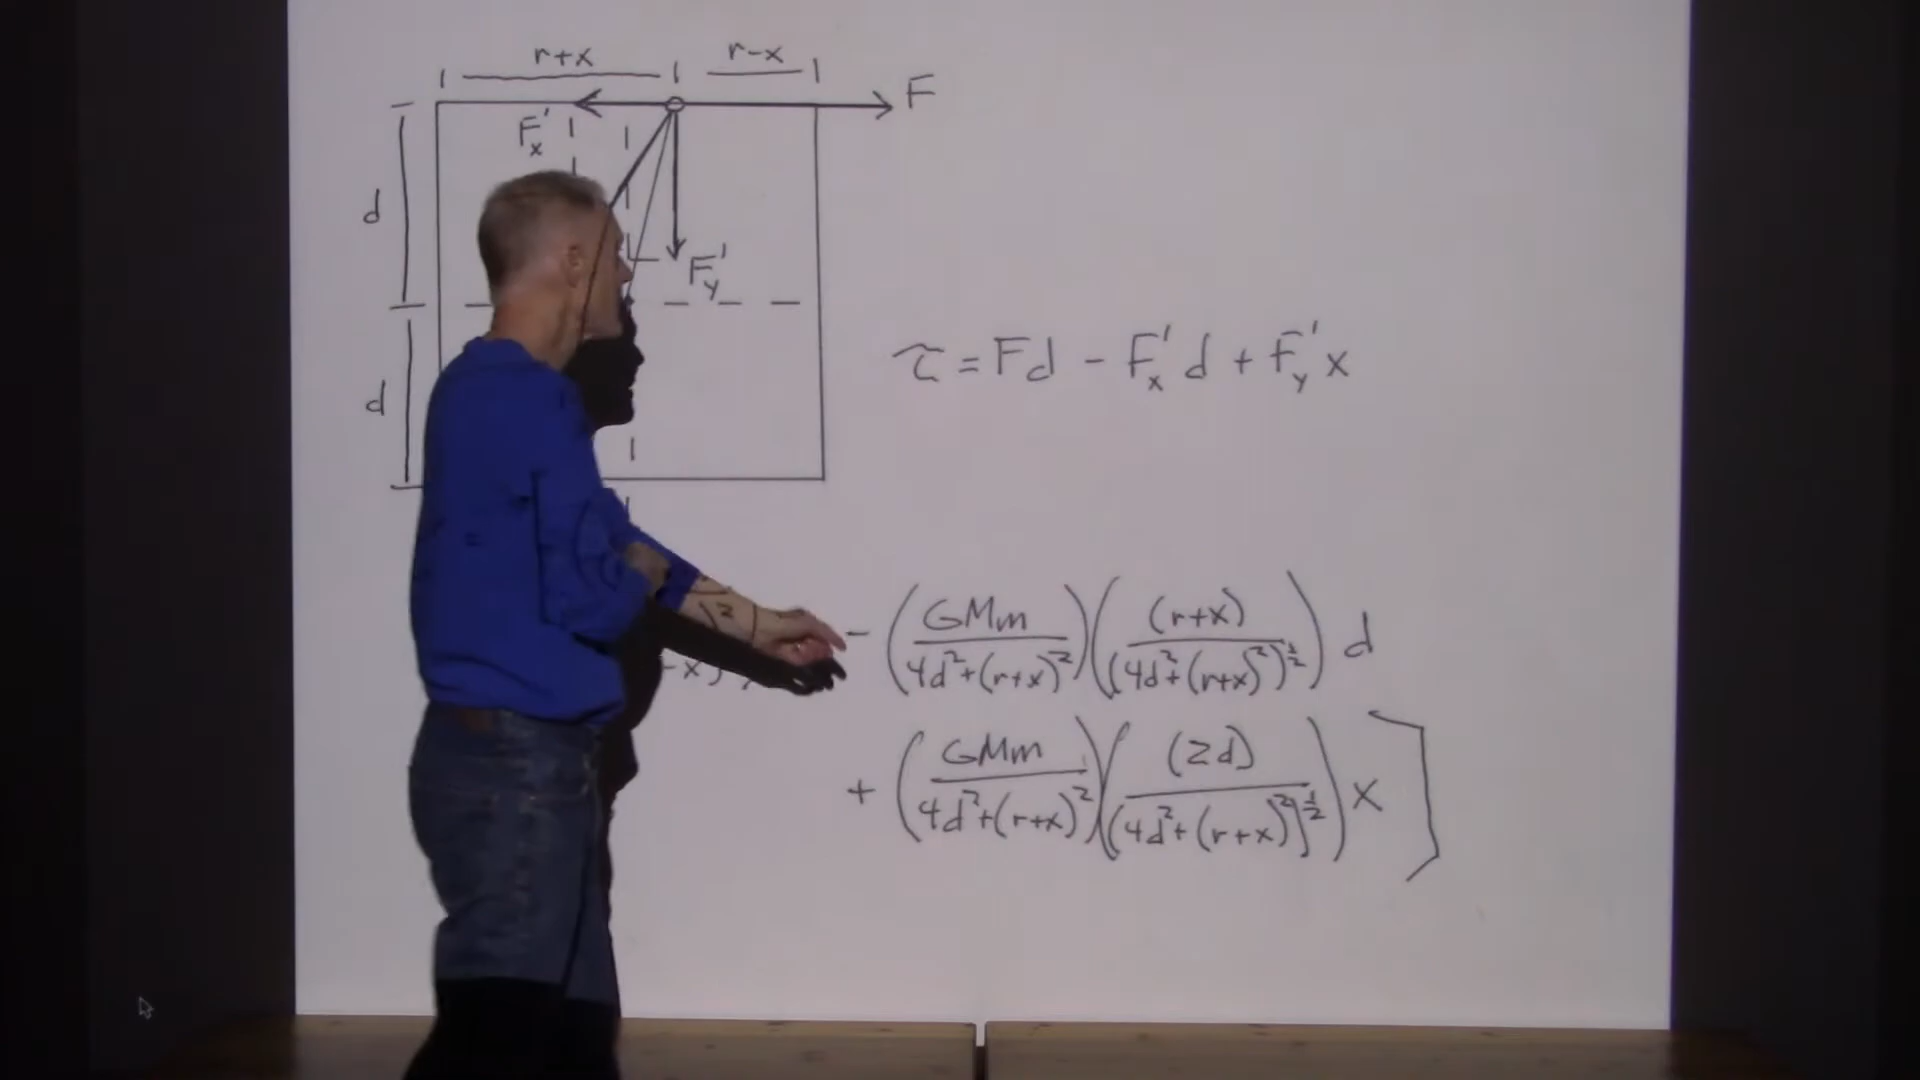 r+x r-x
F
F'x
d
F'y
τ = Fd - F'x d + F'y x
d
- (GMm / 4d²+(r+x)²) ((r+x) / (4d²+(r+x)²)^½) d
-x)
+ (GMm / 4d²+(r+x)²) ((2d) / (4d²+(r+x)²)^½) x ]